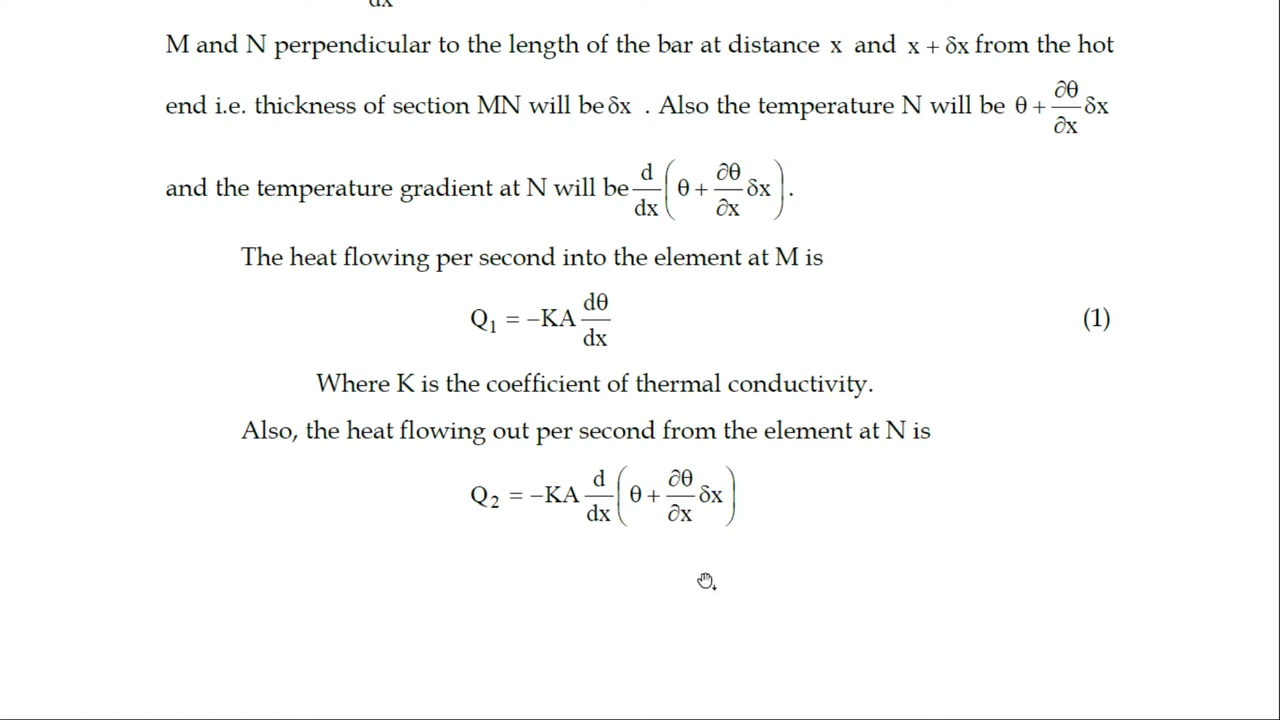 dx
M and N perpendicular to the length of the bar at distance x and x + δx from the hot
end i.e. thickness of section MN will be δx . Also the temperature N will be θ + ∂θ/∂x δx
and the temperature gradient at N will be d/dx (θ + ∂θ/∂x δx).
The heat flowing per second into the element at M is
Q₁ = −KA dθ/dx (1)
Where K is the coefficient of thermal conductivity.
Also, the heat flowing out per second from the element at N is
Q₂ = −KA d/dx (θ + ∂θ/∂x δx)